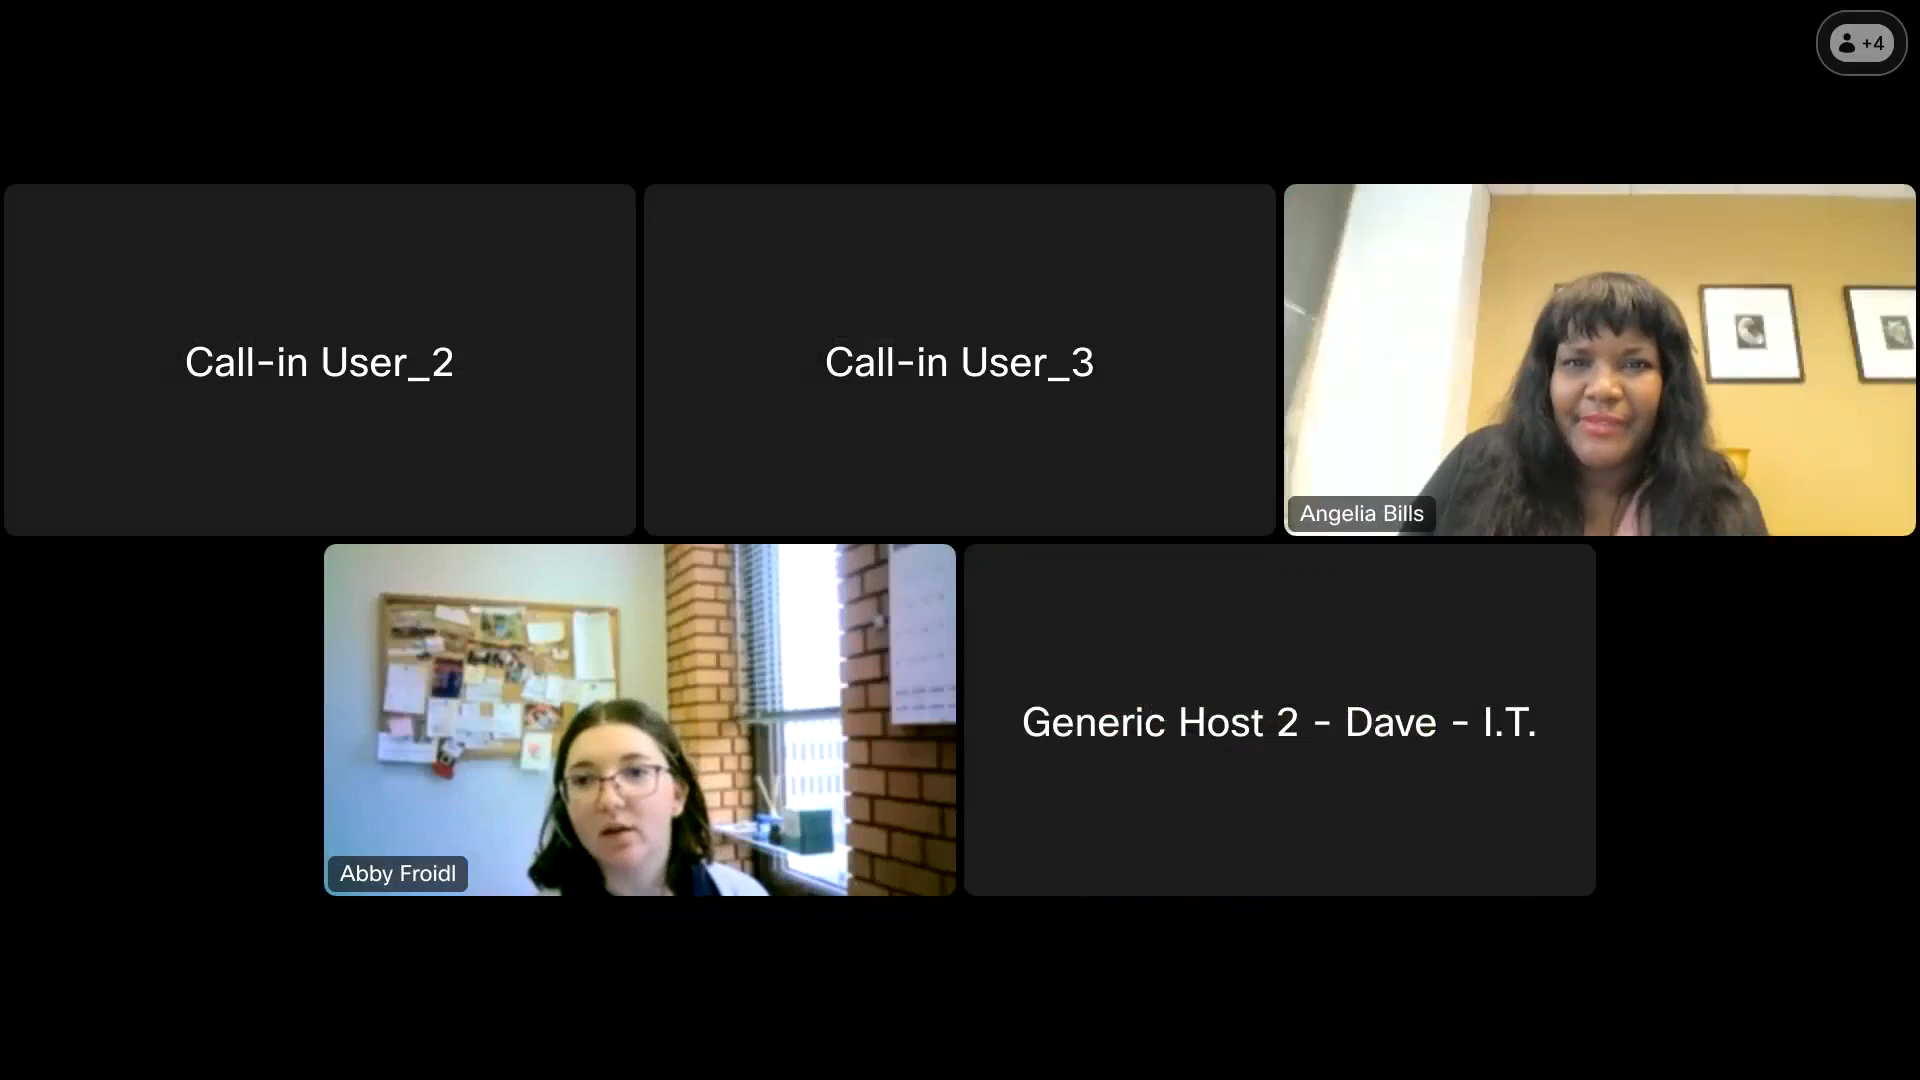 +4
Call-in User_2
Call-in User_3
Angelia Bills
Abby Froidl
Generic Host 2 - Dave - I.T.